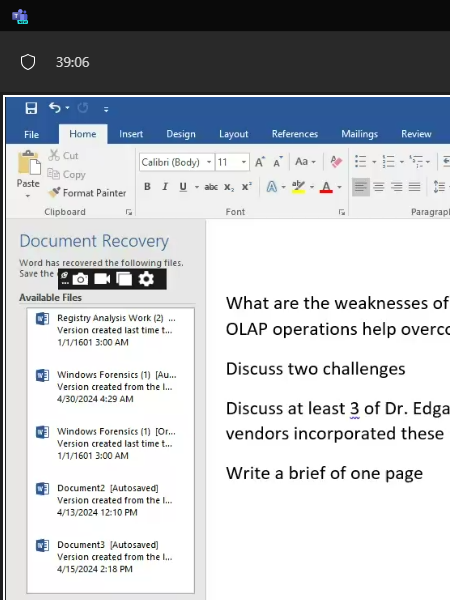 39:06
File Home Insert Design Layout References Mailings Review
Paste
Cut
Copy
Format Painter
Clipboard
Calibri (Body) 11 A A Aa
B I U abc X₂ X² A ab A
Font
Paragraph
Document Recovery
Word has recovered the following files.
Save the
Available Files
Registry Analysis Work (2) ...
Version created last time t...
1/1/1601 3:00 AM
Windows Forensics (1) [Au...
Version created from the l...
4/30/2024 4:29 AM
Windows Forensics (1) [Or...
Version created last time t...
1/1/1601 3:00 AM
Document2 [Autosaved]
Version created from the l...
4/13/2024 12:10 PM
Document3 [Autosaved]
Version created from the l...
4/15/2024 2:18 PM
What are the weaknesses of
OLAP operations help overco
Discuss two challenges
Discuss at least 3 of Dr. Edga
vendors incorporated these
Write a brief of one page